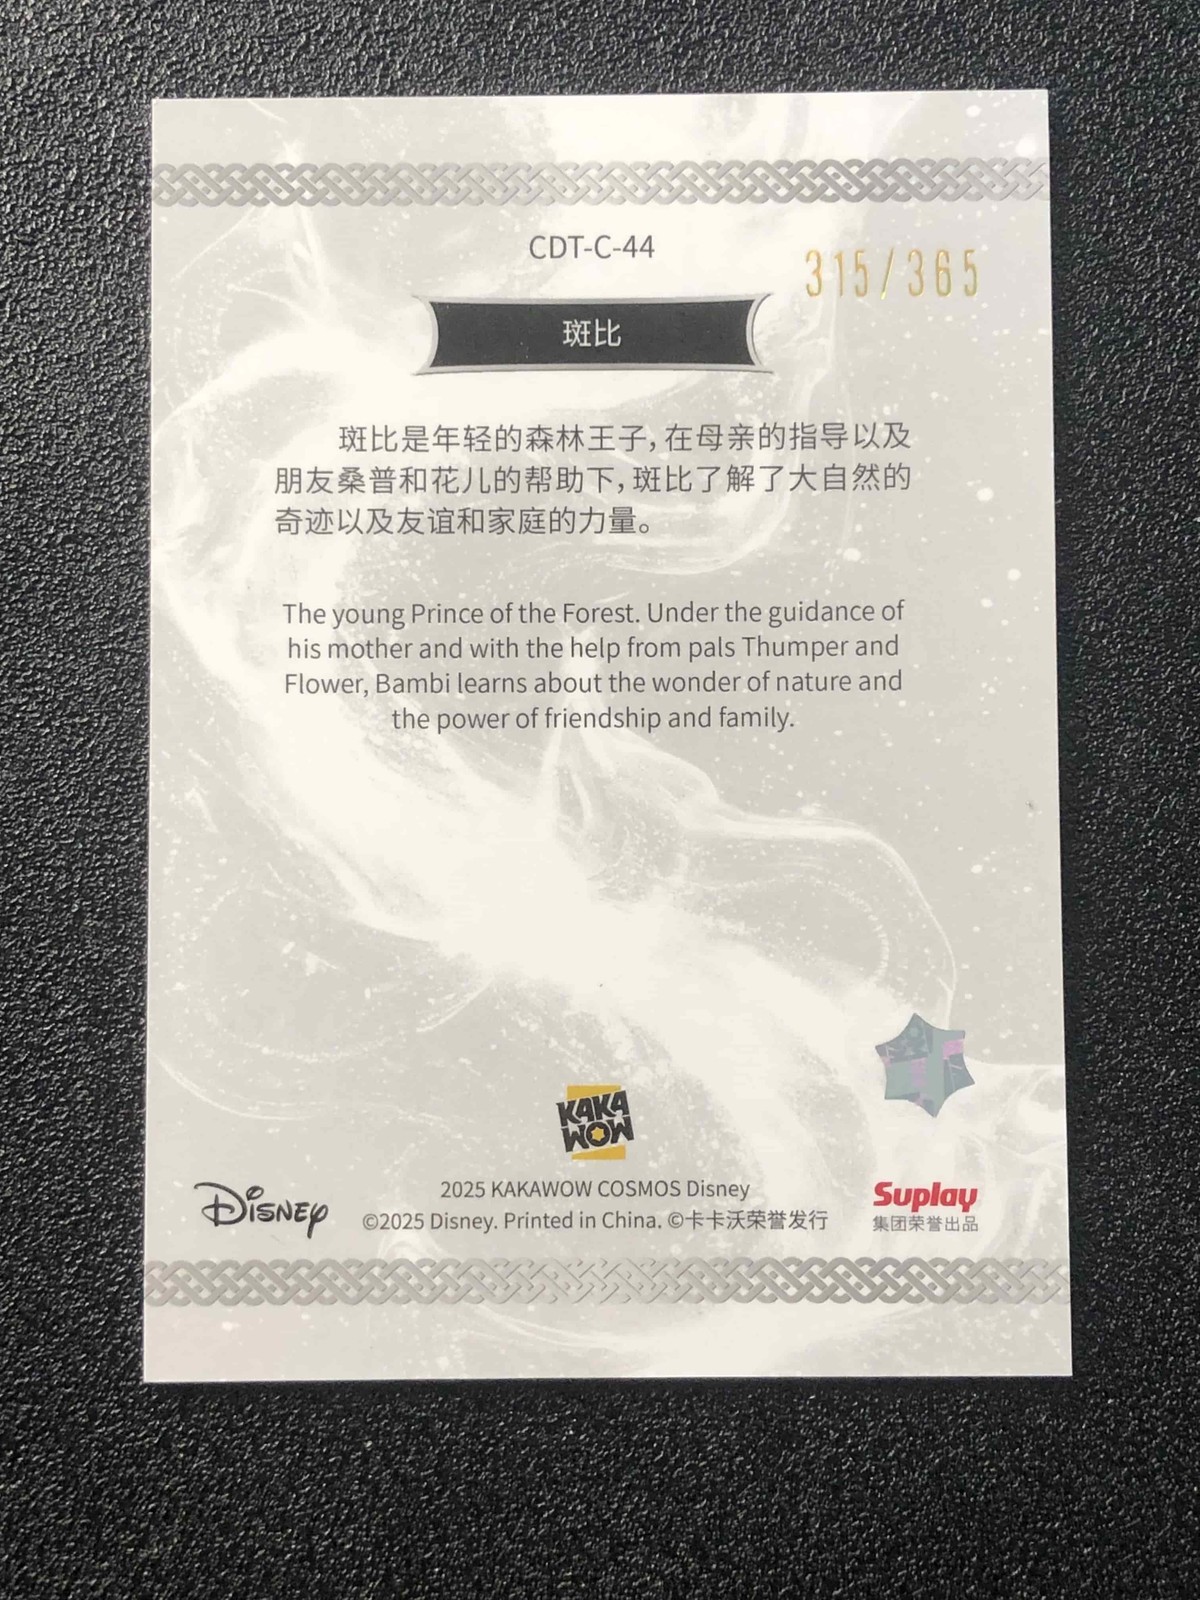 CDT-C-44
315/365
斑比
斑比是年轻的森林王子,在母亲的指导以及
朋友桑普和花儿的帮助下,斑比了解了大自然的
奇迹以及友谊和家庭的力量。
The young Prince of the Forest. Under the guidance of
his mother and with the help from pals Thumper and
Flower, Bambi learns about the wonder of nature and
the power of friendship and family.
KAKA
WOW
Disney
2025 KAKAWOW COSMOS Disney
©2025 Disney. Printed in China. ©卡卡沃荣誉发行
Suplay
集团荣誉出品